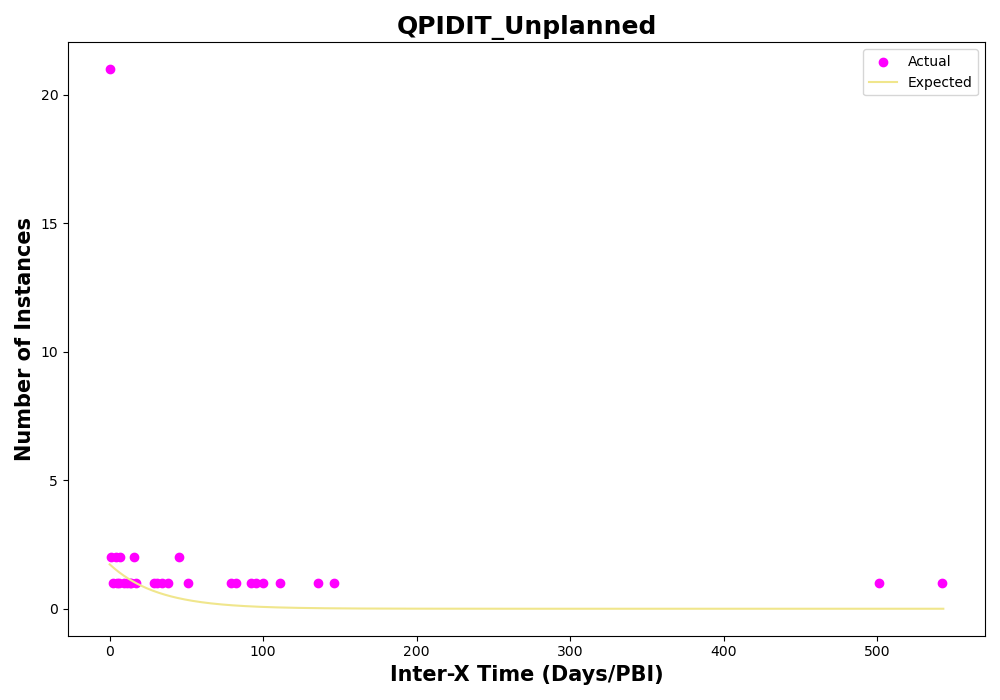 QPIDIT_Unplanned
Actual
Expected
Number of Instances
20
15
10
5
0
0 100 200 300 400 500
Inter-X Time (Days/PBI)